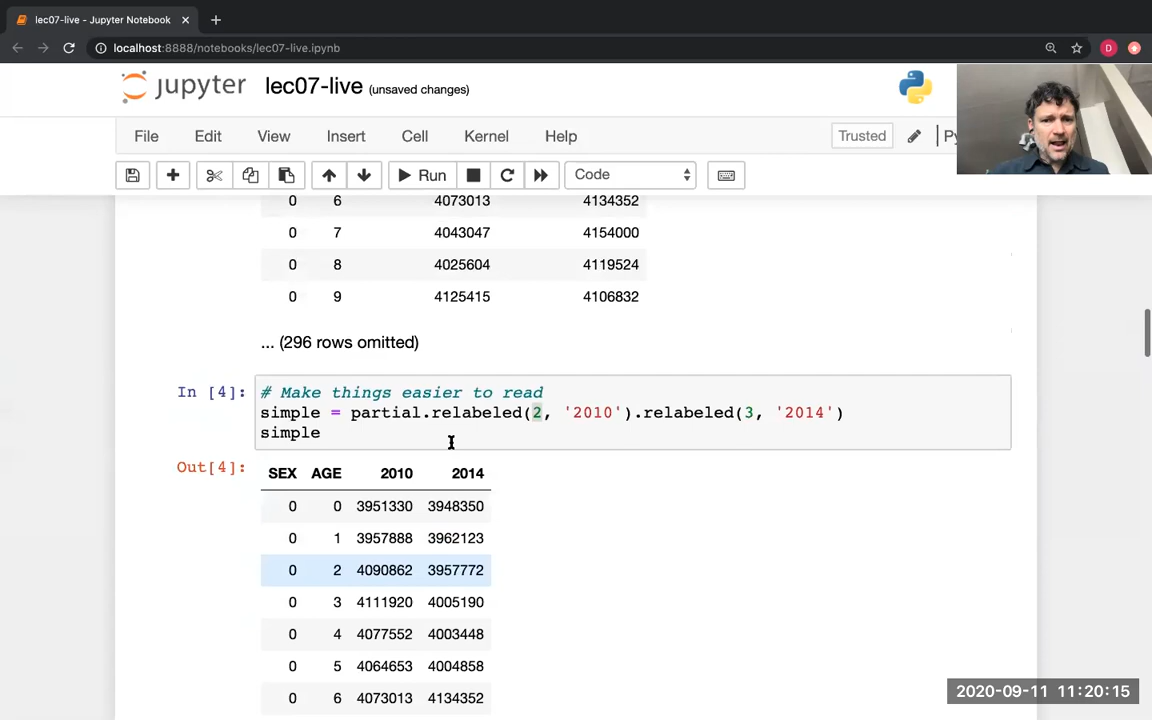 lec07-live - Jupyter Notebook
localhost:8888/notebooks/lec07-live.ipynb
D
jupyter lec07-live (unsaved changes)
File Edit View Insert Cell Kernel Help Trusted
Run Code
0 6 4073013 4134352
0 7 4043047 4154000
0 8 4025604 4119524
0 9 4125415 4106832
... (296 rows omitted)
In [4]: # Make things easier to read
simple = partial.relabeled(2, '2010').relabeled(3, '2014')
simple
Out[4]: SEX AGE 2010 2014
0 0 3951330 3948350
0 1 3957888 3962123
0 2 4090862 3957772
0 3 4111920 4005190
0 4 4077552 4003448
0 5 4064653 4004858
0 6 4073013 4134352
2020-09-11 11:20:15